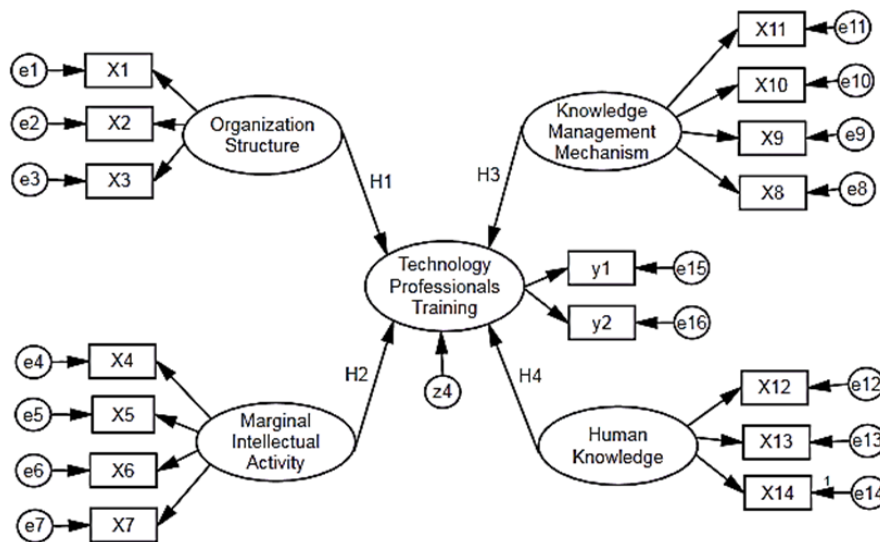 e1
X1
e2
X2
e3
X3
Organization
Structure
H1
Knowledge
Management
Mechanism
H3
X11
e11
X10
e10
X9
e9
X8
e8
Technology
Professionals
Training
y1
e15
y2
e16
z4
e4
X4
e5
X5
e6
X6
e7
X7
Marginal
Intellectual
Activity
H2
H4
Human
Knowledge
X12
e12
X13
e13
X14
1
e14